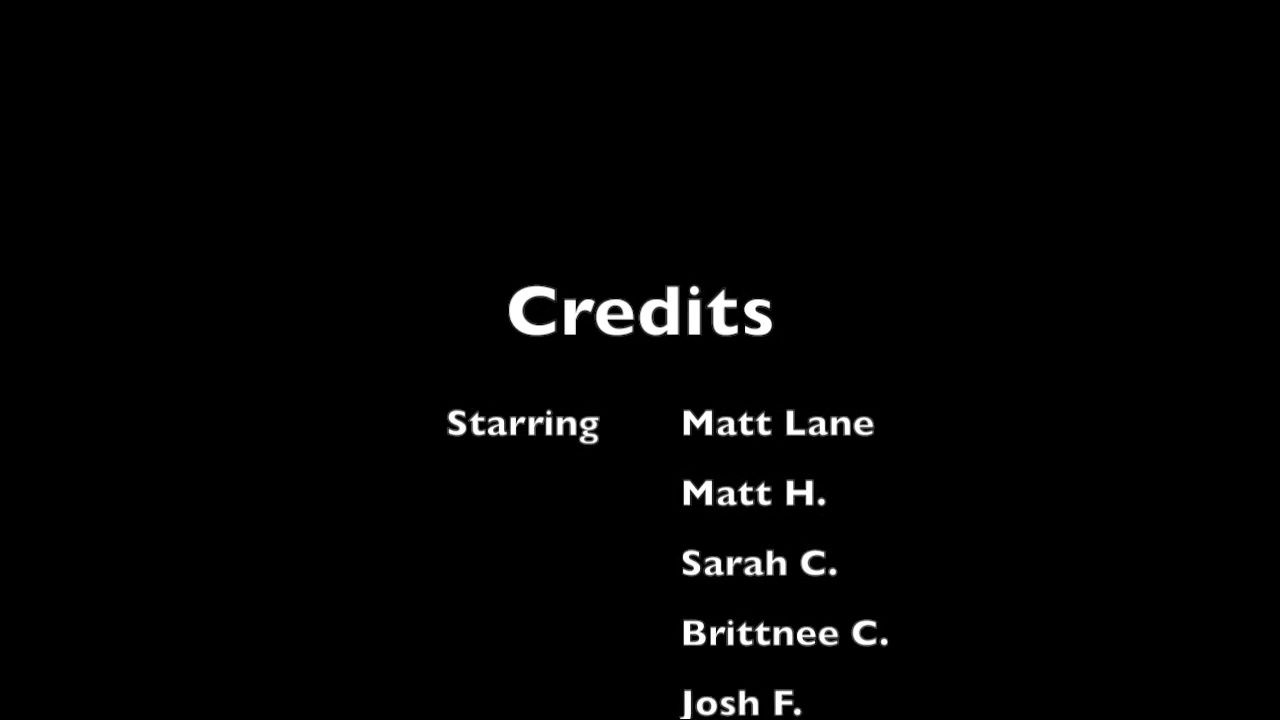 Credits
Starring Matt Lane
Matt H.
Sarah C.
Brittnee C.
Josh F.